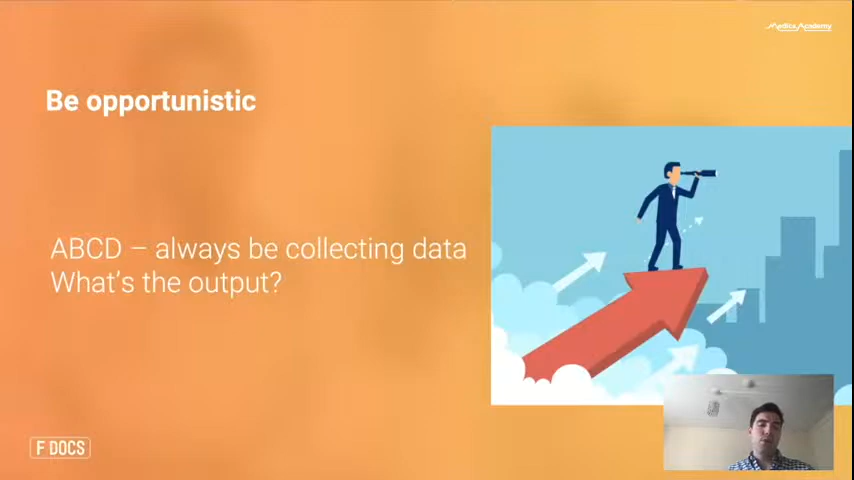 Medics Academy
Be opportunistic
ABCD – always be collecting data
What's the output?
F DOCS